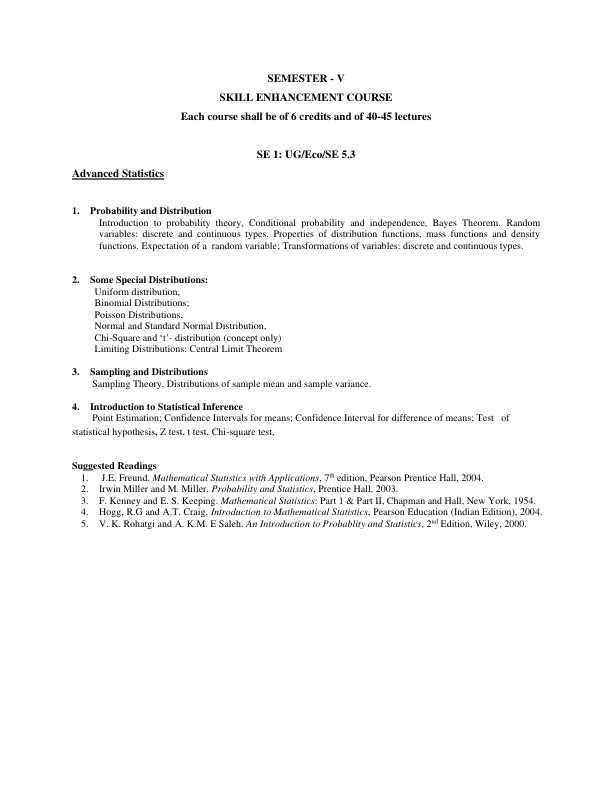 SEMESTER - V
SKILL ENHANCEMENT COURSE
Each course shall be of 6 credits and of 40-45 lectures
SE 1: UG/Eco/SE 5.3
Advanced Statistics
1. Probability and Distribution
Introduction to probability theory, Conditional probability and independence, Bayes Theorem. Random
variables: discrete and continuous types. Properties of distribution functions, mass functions and density
functions. Expectation of a random variable; Transformations of variables: discrete and continuous types.
2. Some Special Distributions:
Uniform distribution,
Binomial Distributions;
Poisson Distributions,
Normal and Standard Normal Distribution,
Chi-Square and ‘t’- distribution (concept only)
Limiting Distributions: Central Limit Theorem
3. Sampling and Distributions
Sampling Theory, Distributions of sample mean and sample variance.
4. Introduction to Statistical Inference
Point Estimation; Confidence Intervals for means; Confidence Interval for difference of means; Test of
statistical hypothesis, Z test, t test, Chi-square test,
Suggested Readings
1. J.E. Freund. Mathematical Statistics with Applications, 7th edition, Pearson Prentice Hall, 2004.
2. Irwin Miller and M. Miller. Probability and Statistics, Prentice Hall, 2003.
3. F. Kenney and E. S. Keeping. Mathematical Statistics: Part 1 & Part II, Chapman and Hall, New York, 1954.
4. Hogg, R.G and A.T. Craig. Introduction to Mathematical Statistics, Pearson Education (Indian Edition), 2004.
5. V. K. Rohatgi and A. K.M. E Saleh. An Introduction to Probablity and Statistics, 2nd Edition, Wiley, 2000.